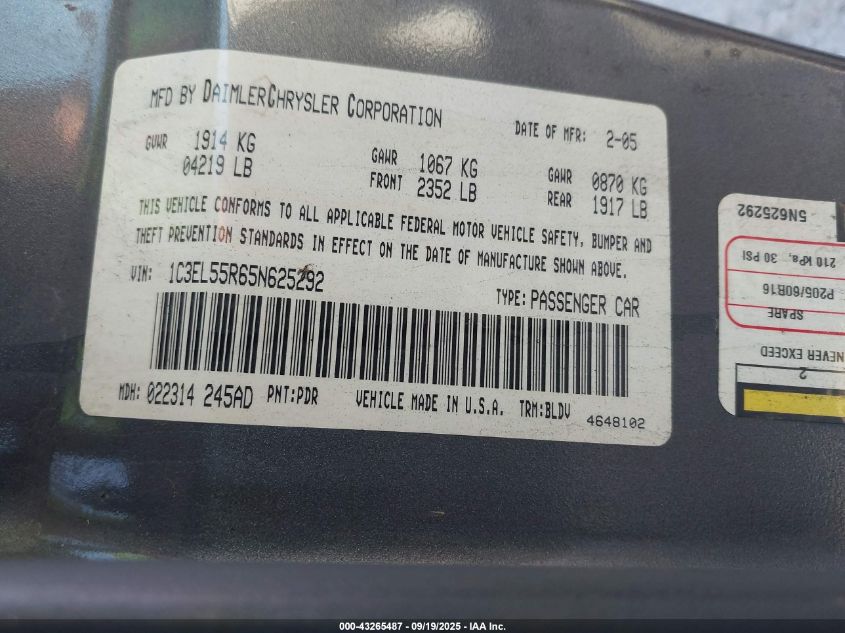 MFD BY DAIMLERCHRYSLER CORPORATION
DATE OF MFR: 2-05
GVWR 1914 KG
04219 LB
GAWR FRONT 1067 KG
2352 LB
GAWR REAR 0870 KG
1917 LB
THIS VEHICLE CONFORMS TO ALL APPLICABLE FEDERAL MOTOR VEHICLE SAFETY, BUMPER AND
THEFT PREVENTION STANDARDS IN EFFECT ON THE DATE OF MANUFACTURE SHOWN ABOVE.
VIN: 1C3EL55R65N625292
TYPE: PASSENGER CAR
MDH: 022314 245AD PNT:PDR VEHICLE MADE IN U.S.A. TRM:BLDV
4648102
5N625292
210 kPa, 30 PSI
P205/60R16
SPARE
NEVER EXCEED
2
000-43265487 - 09/19/2025 - IAA Inc.